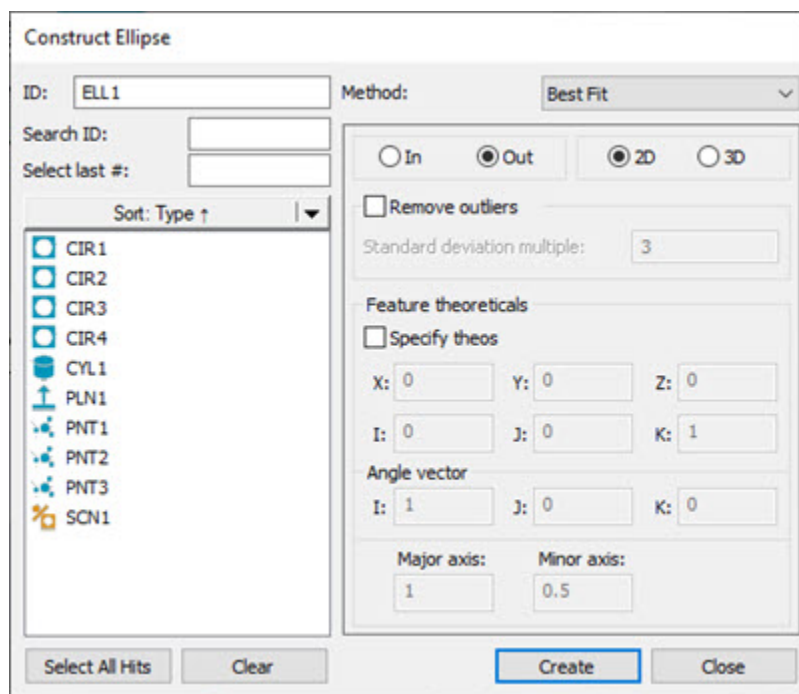 Construct Ellipse
ID: ELL1
Method: Best Fit
Search ID:
Select last #:
In Out 2D 3D
Sort: Type ↑
Remove outliers
Standard deviation multiple: 3
CIR1
CIR2
CIR3
CIR4
CYL1
PLN1
PNT1
PNT2
PNT3
SCN1
Feature theoreticals
Specify theos
X: 0 Y: 0 Z: 0
I: 0 J: 0 K: 1
Angle vector
I: 1 J: 0 K: 0
Major axis: Minor axis:
1 0.5
Select All Hits Clear Create Close